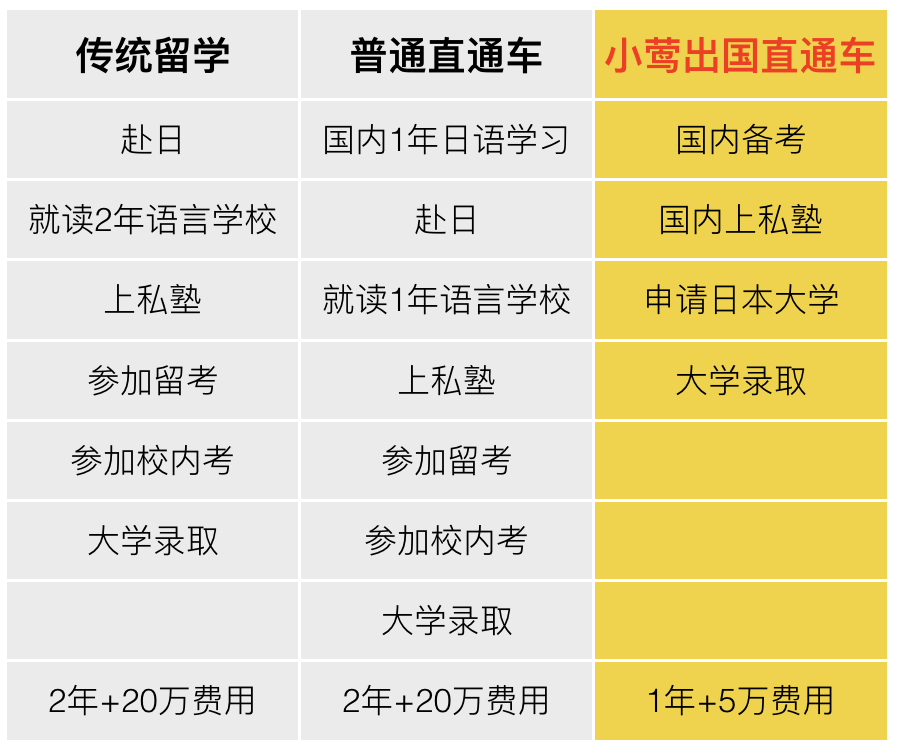 传统留学 普通直通车 小莺出国直通车
赴日 国内1年日语学习 国内备考
就读2年语言学校 赴日 国内上私塾
上私塾 就读1年语言学校 申请日本大学
参加留考 上私塾 大学录取
参加校内考 参加留考
大学录取 参加校内考
大学录取
2年+20万费用 2年+20万费用 1年+5万费用